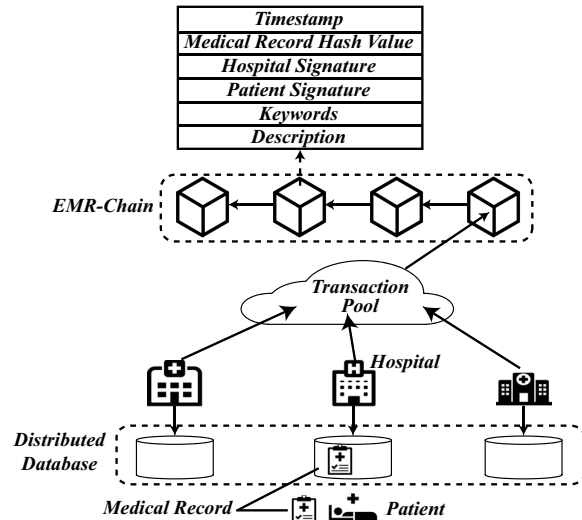 Timestamp
Medical Record Hash Value
Hospital Signature
Patient Signature
Keywords
Description
EMR-Chain
Transaction
Pool
Hospital
H
Distributed
Database
Medical Record
Patient